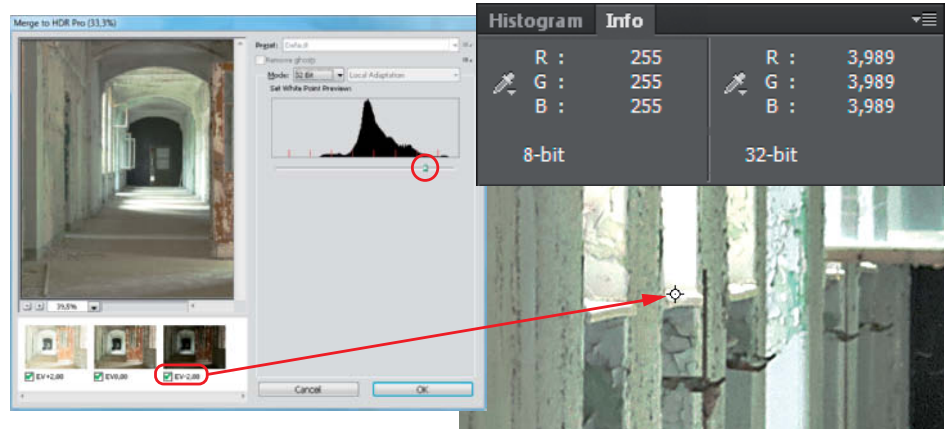 Merge to HDR Pro (33,3%)
Preset: Default
Remove ghosts
Mode: 32 Bit Local Adaptation
Set White Point Preview:
39,5%
EV+2,00 EV0,00 EV-2,00
Cancel OK
Histogram Info
R : 255 R : 3,989
G : 255 G : 3,989
B : 255 B : 3,989
8-bit 32-bit